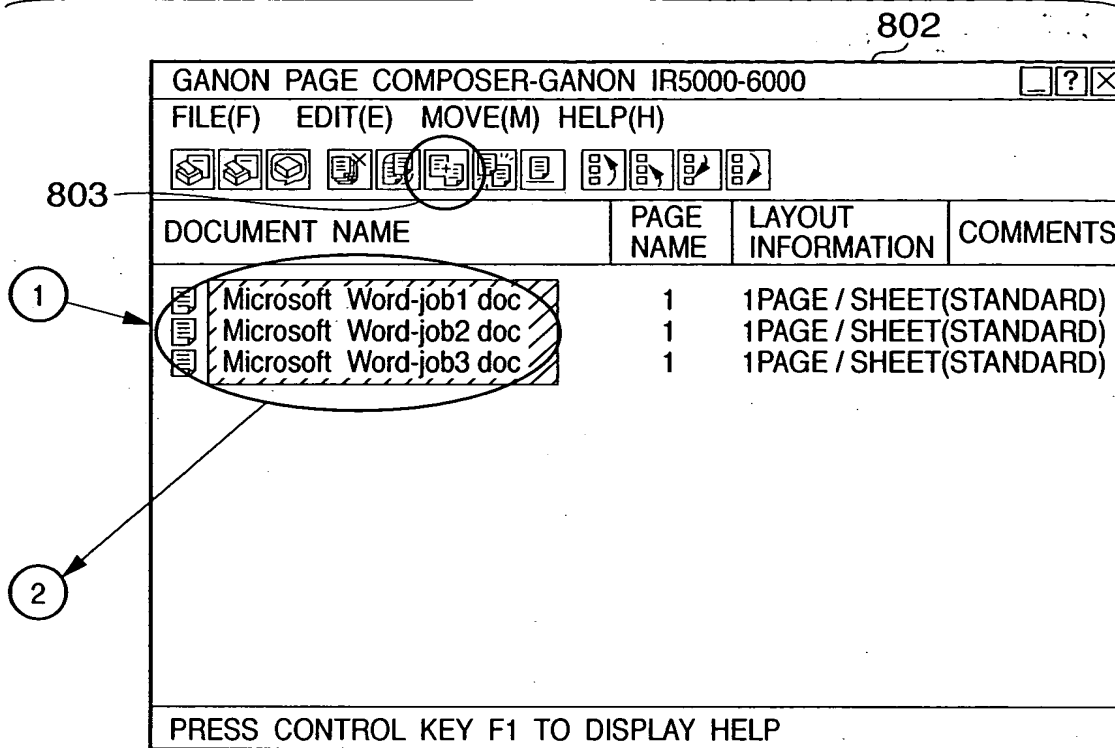 802
GANON PAGE COMPOSER-GANON IR5000-6000
FILE(F) EDIT(E) MOVE(M) HELP(H)
803
DOCUMENT NAME PAGE NAME LAYOUT INFORMATION COMMENTS
1
Microsoft Word-job1 doc 1 1PAGE / SHEET(STANDARD)
Microsoft Word-job2 doc 1 1PAGE / SHEET(STANDARD)
Microsoft Word-job3 doc 1 1PAGE / SHEET(STANDARD)
2
PRESS CONTROL KEY F1 TO DISPLAY HELP